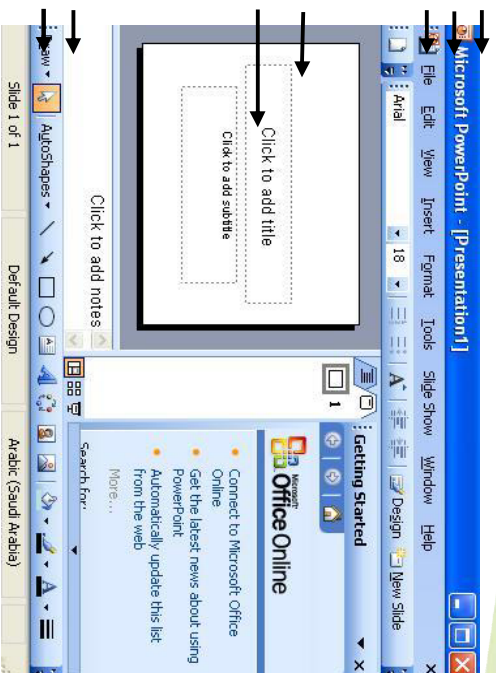 Microsoft PowerPoint - [Presentation1]
File Edit View Insert Format Tools Slide Show Window Help
Arial 18 A Design New Slide
1
Click to add title
Click to add subtitle
Getting Started
Microsoft
Office Online
Connect to Microsoft Office
Online
Get the latest news about using
PowerPoint
Automatically update this list
from the web
More...
Search for:
Click to add notes
AutoShapes A
Slide 1 of 1 Default Design Arabic (Saudi Arabia)